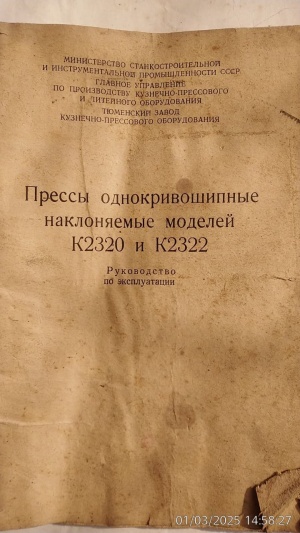 МИНИСТЕРСТВО СТАНКОСТРОИТЕЛЬНОЙ
И ИНСТРУМЕНТАЛЬНОЙ ПРОМЫШЛЕННОСТИ СССР
ГЛАВНОЕ УПРАВЛЕНИЕ
ПО ПРОИЗВОДСТВУ КУЗНЕЧНО-ПРЕССОВОГО
И ЛИТЕЙНОГО ОБОРУДОВАНИЯ
ТЮМЕНСКИЙ ЗАВОД
КУЗНЕЧНО-ПРЕССОВОГО ОБОРУДОВАНИЯ
Прессы однокривошипные
наклоняемые моделей
К2320 и К2322
Руководство
по эксплуатации
01/03/2025 14:58:27